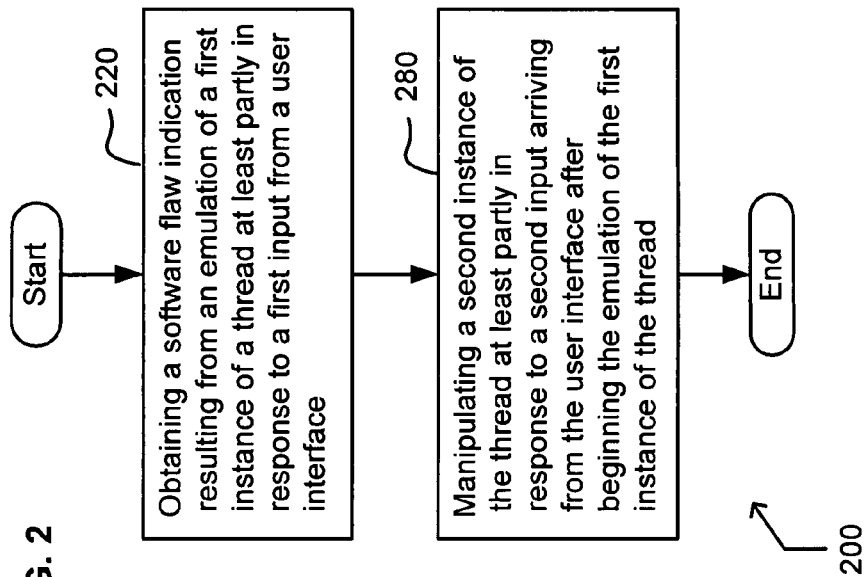 G. 2
Start
220
Obtaining a software flaw indication
resulting from an emulation of a first
instance of a thread at least partly in
response to a first input from a user
interface
280
Manipulating a second instance of
the thread at least partly in
response to a second input arriving
from the user interface after
beginning the emulation of the first
instance of the thread
End
200